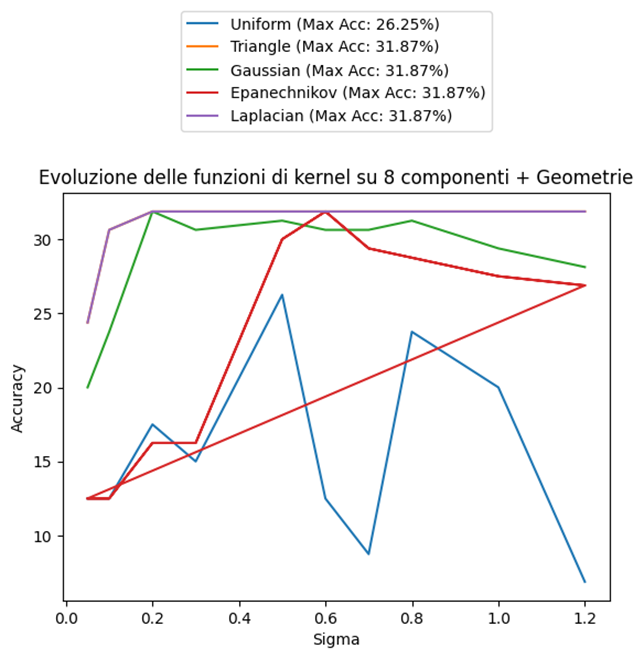 Uniform (Max Acc: 26.25%)
Triangle (Max Acc: 31.87%)
Gaussian (Max Acc: 31.87%)
Epanechnikov (Max Acc: 31.87%)
Laplacian (Max Acc: 31.87%)
Evoluzione delle funzioni di kernel su 8 componenti + Geometrie
30
25
20
15
10
Accuracy
0.0 0.2 0.4 0.6 0.8 1.0 1.2
Sigma